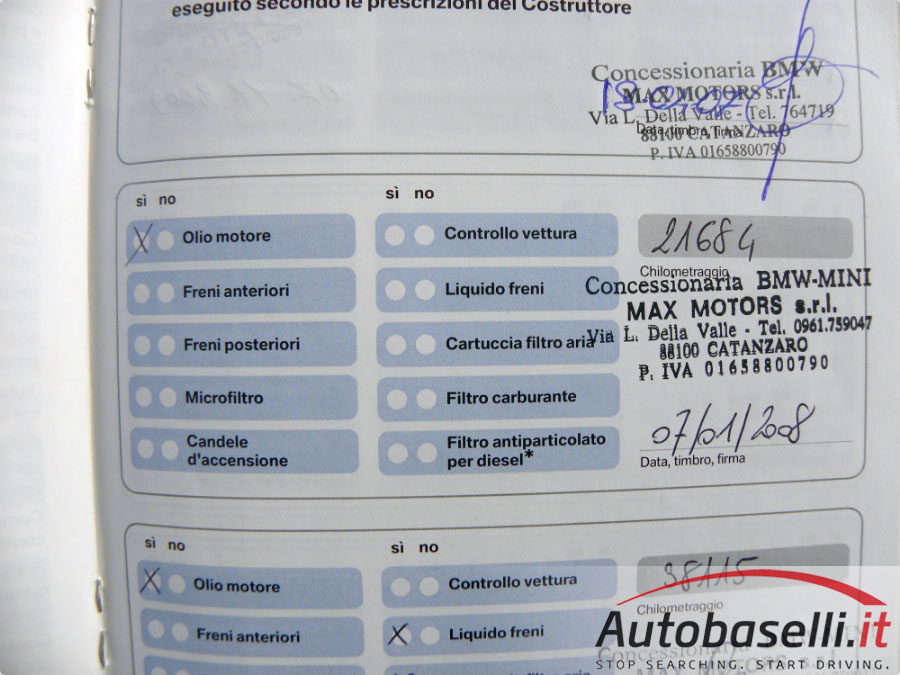 eseguito secondo le prescrizioni del Costruttore
Concessionaria BMW
MAX MOTORS s.r.l.
Via L. Della Valle - Tel. 764719
Data, timbro, firma
88100 CATANZARO
P. IVA 01658800790
sì no
sì no
Olio motore
Controllo vettura
21684
Chilometraggio
Freni anteriori
Liquido freni
Concessionaria BMW-MINI
MAX MOTORS s.r.l.
Via L. Della Valle - Tel. 0961.759047
88100 CATANZARO
P. IVA 01658800790
Freni posteriori
Cartuccia filtro aria
Microfiltro
Filtro carburante
Candele
d'accensione
Filtro antiparticolato
per diesel*
07/01/2008
Data, timbro, firma
sì no
sì no
Olio motore
Controllo vettura
38115
Chilometraggio
Freni anteriori
Liquido freni
Autobaselli.it
STOP SEARCHING. START DRIVING.